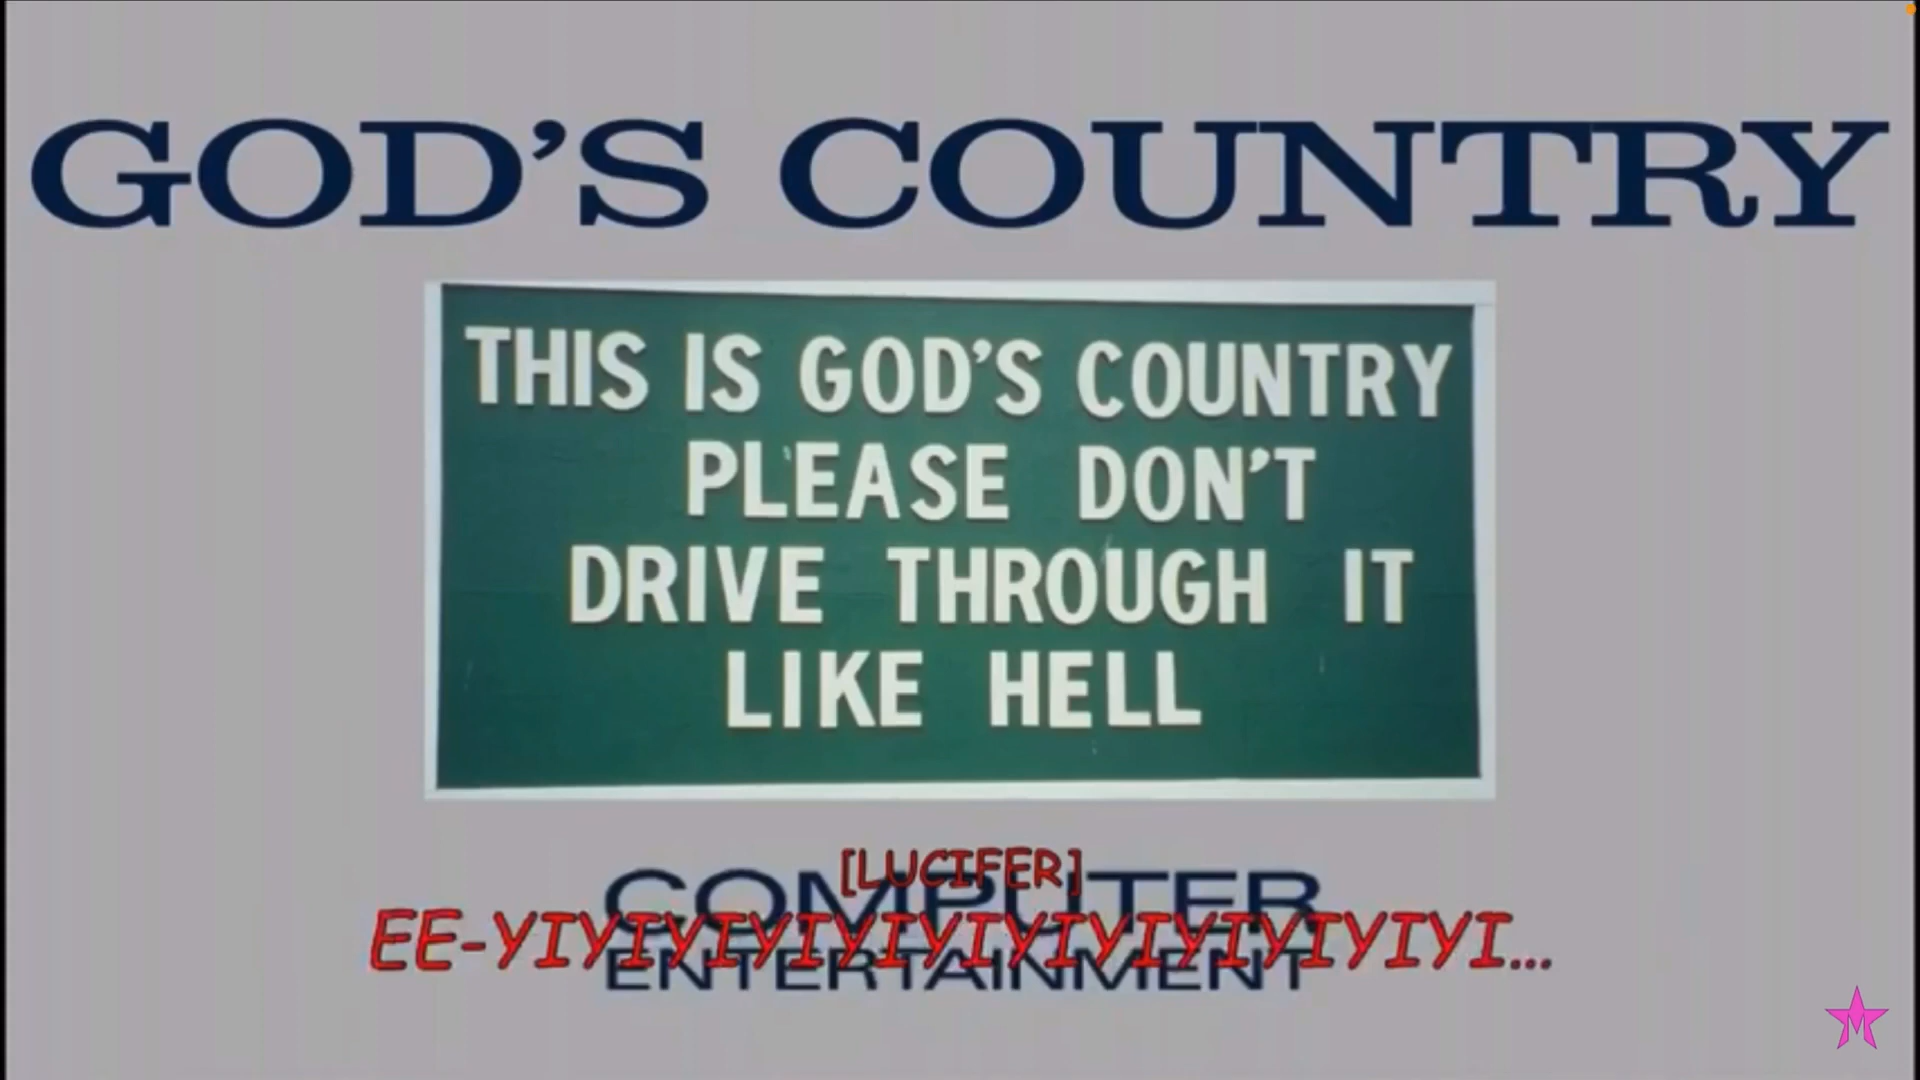 GOD'S COUNTRY
THIS IS GOD'S COUNTRY
PLEASE DON'T
DRIVE THROUGH IT
LIKE HELL
[LUCIFER]
COMPUTER
EE-YIYIYIYIYIYIYIYIYIYIYIYIYI...
ENTERTAINMENT
M